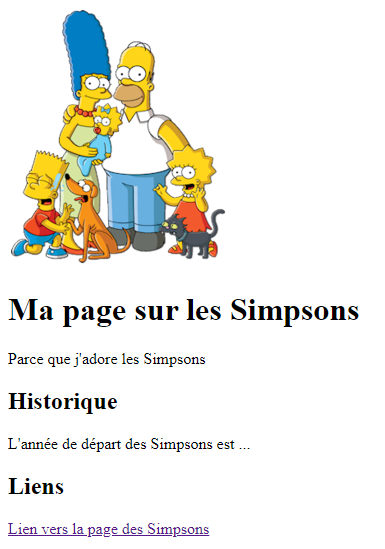 Ma page sur les Simpsons
Parce que j'adore les Simpsons
Historique
L'année de départ des Simpsons est ...
Liens
Lien vers la page des Simpsons